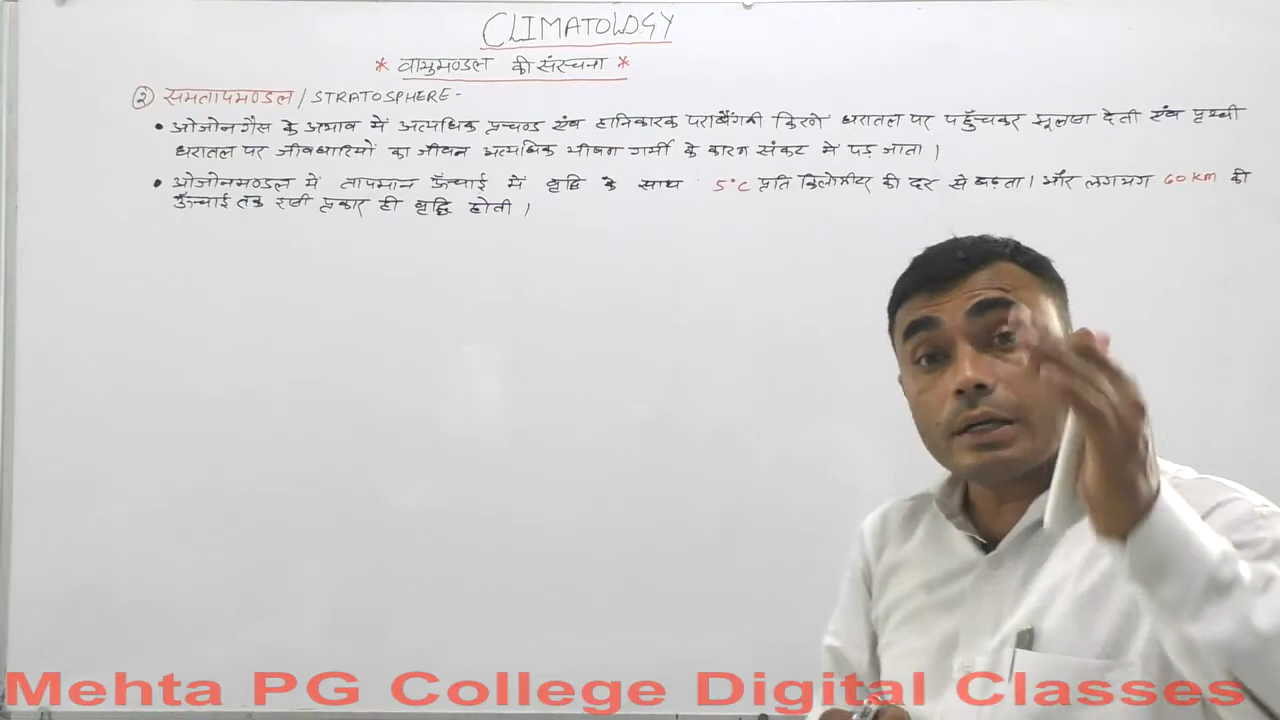 CLIMATOLOGY
* वायुमण्डल की संरचना *
② समतापमण्डल / STRATOSPHERE -
• ओजोन गैस के अभाव में अत्यधिक प्रचण्ड एंव हानिकारक पराबैंगनी किरणें धरातल पर पहुँचकर झूलसा देती एंव पृथ्वी
धरातल पर जीवधारियों का जीवन अत्यधिक भीषण गर्मी के कारण संकट में पड़ जाता।
• ओजोनमण्डल में तापमान ऊँचाई में वृद्धि के साथ 5°C प्रति किलोमीटर की दर से बढ़ता। और लगभग 60 KM की
ऊँचाई तक इसी प्रकार ही वृद्धि होती।
Mehta PG College Digital Classes